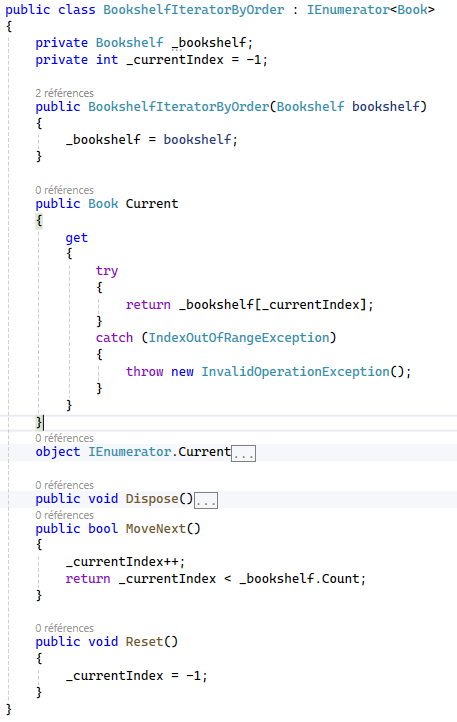 public class BookshelfIteratorByOrder : IEnumerator<Book>
{
private Bookshelf _bookshelf;
private int _currentIndex = -1;
2 références
public BookshelfIteratorByOrder(Bookshelf bookshelf)
{
_bookshelf = bookshelf;
}
0 références
public Book Current
{
get
{
try
{
return _bookshelf[_currentIndex];
}
catch (IndexOutOfRangeException)
{
throw new InvalidOperationException();
}
}
}
0 références
object IEnumerator.Current...
0 références
public void Dispose()...
0 références
public bool MoveNext()
{
_currentIndex++;
return _currentIndex < _bookshelf.Count;
}
0 références
public void Reset()
{
_currentIndex = -1;
}
}